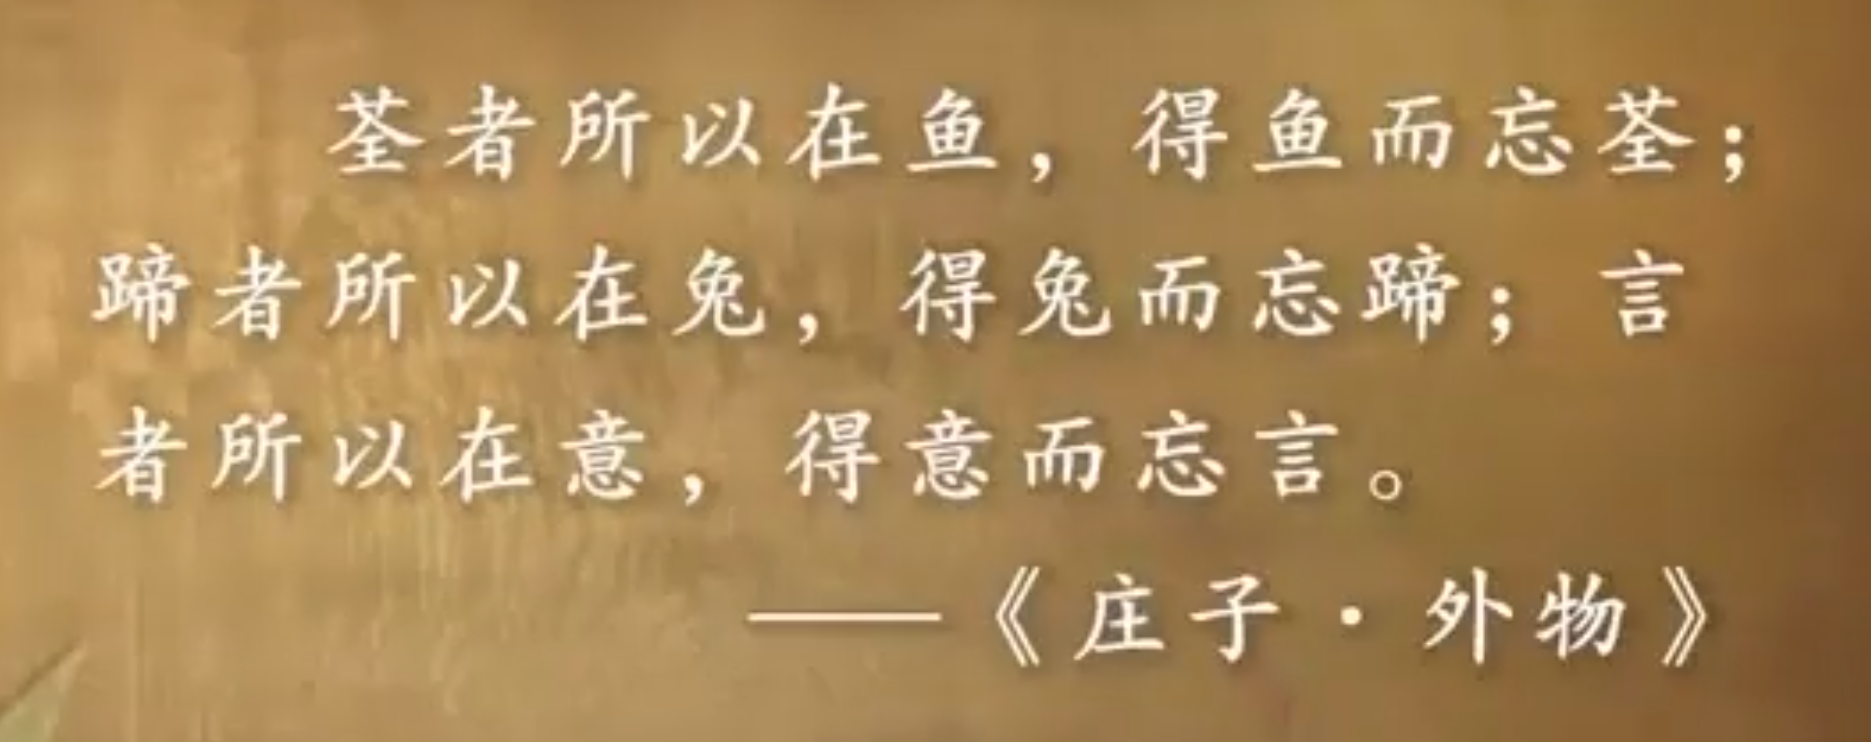 荃者所以在鱼，得鱼而忘荃；
蹄者所以在兔，得兔而忘蹄；言
者所以在意，得意而忘言。
——《庄子·外物》